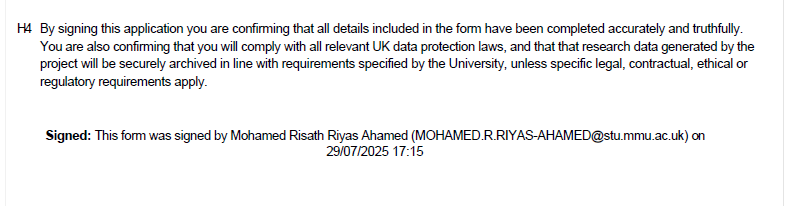 H4 By signing this application you are confirming that all details included in the form have been completed accurately and truthfully.
You are also confirming that you will comply with all relevant UK data protection laws, and that that research data generated by the
project will be securely archived in line with requirements specified by the University, unless specific legal, contractual, ethical or
regulatory requirements apply.
Signed: This form was signed by Mohamed Risath Riyas Ahamed (MOHAMED.R.RIYAS-AHAMED@stu.mmu.ac.uk) on
29/07/2025 17:15